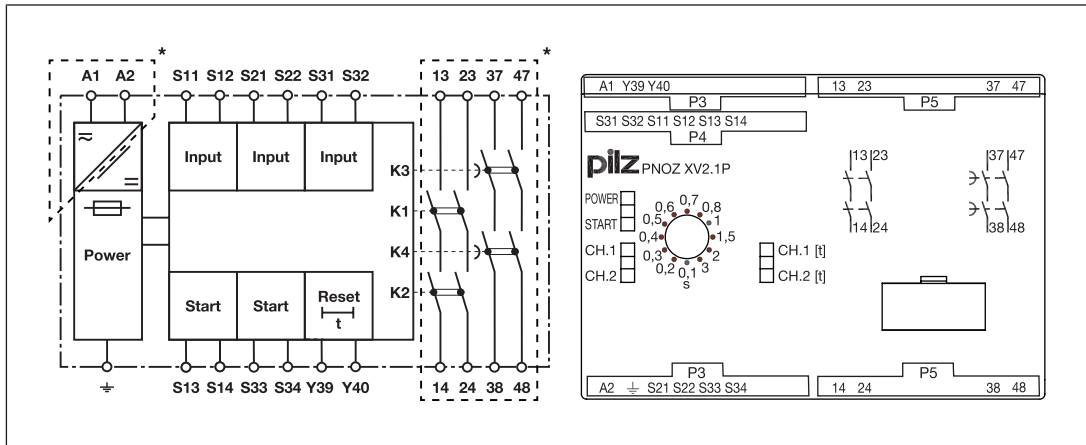 * *
A1 A2 S11 S12 S21 S22 S31 S32 13 23 37 47
Input Input Input
K3
K1
Power
K4
K2
Start Start Reset
t
S13 S14 S33 S34 Y39 Y40 14 24 38 48
A1 Y39 Y40 13 23 37 47
P3 P5
S31 S32 S11 S12 S13 S14
P4
pilz PNOZ XV2.1P
13 23 37 47
POWER
START
CH.1
CH.2
0,7
0,6 0,8
0,5 1
0,4 1,5
0,3 2
0,2 3
0,1
s
CH.1 [t]
CH.2 [t]
14 24 38 48
P3 P5
A2 S21 S22 S33 S34 14 24 38 48